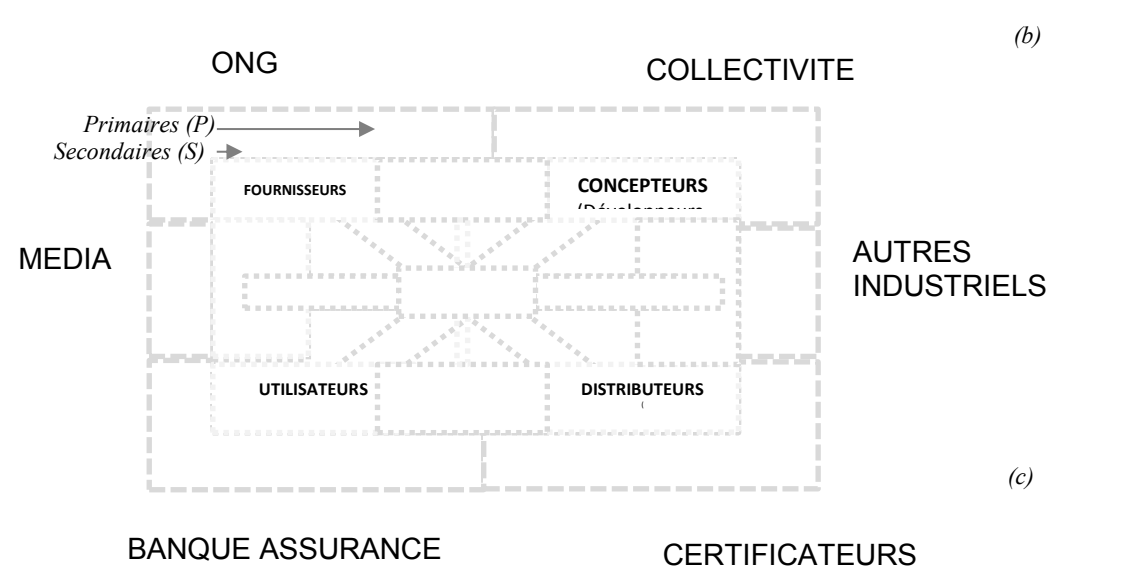 (b)
ONG
COLLECTIVITE
Primaires (P)
Secondaires (S)
FOURNISSEURS
CONCEPTEURS
MEDIA
AUTRES
INDUSTRIELS
UTILISATEURS
DISTRIBUTEURS
(
(c)
BANQUE ASSURANCE
CERTIFICATEURS